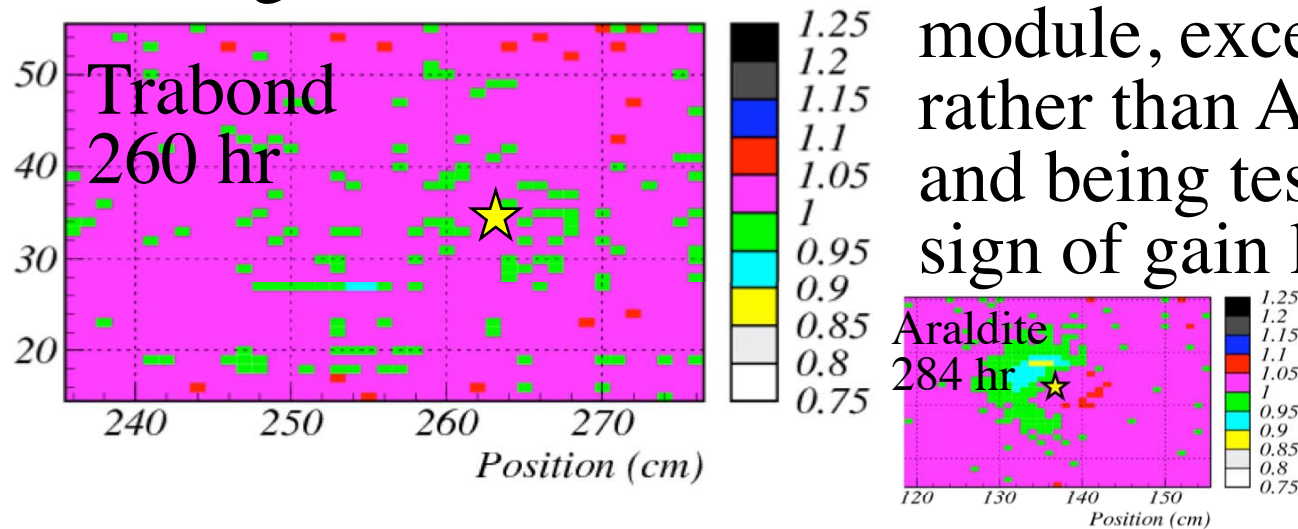 module, exce
rather than A
and being tes
sign of gain
Trabond
260 hr
50
40
30
20
240 250 260 270
Position (cm)
1.25
1.2
1.15
1.1
1.05
1
0.95
0.9
0.85
0.8
0.75
Araldite
284 hr
120 130 140 150
Position (cm)
1.25
1.2
1.15
1.1
1.05
1
0.95
0.9
0.85
0.8
0.75